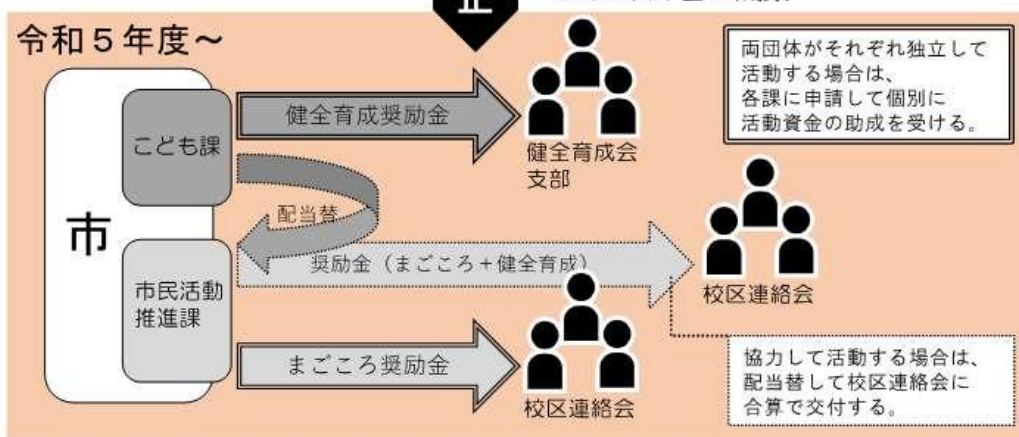 令和５年度～
両団体がそれぞれ独立して
活動する場合は、
各課に申請して個別に
活動資金の助成を受ける。
健全育成奨励金
こども課
健全育成会
支部
配当替
市
奨励金（まごころ＋健全育成）
校区連絡会
市民活動
推進課
まごころ奨励金
校区連絡会
協力して活動する場合は、
配当替して校区連絡会に
合算で交付する。